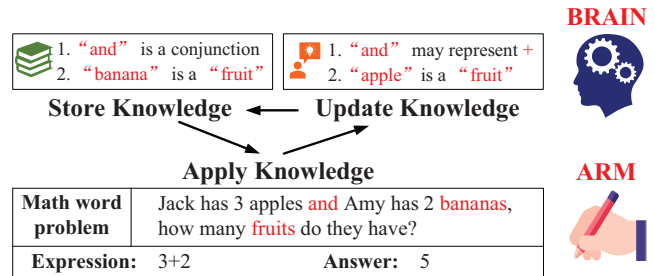 BRAIN
1. “and” is a conjunction
2. “banana” is a “fruit”
1. “and” may represent +
2. “apple” is a “fruit”
Store Knowledge
Update Knowledge
Apply Knowledge
ARM
Math word problem
Jack has 3 apples and Amy has 2 bananas,
how many fruits do they have?
Expression: 3+2
Answer: 5